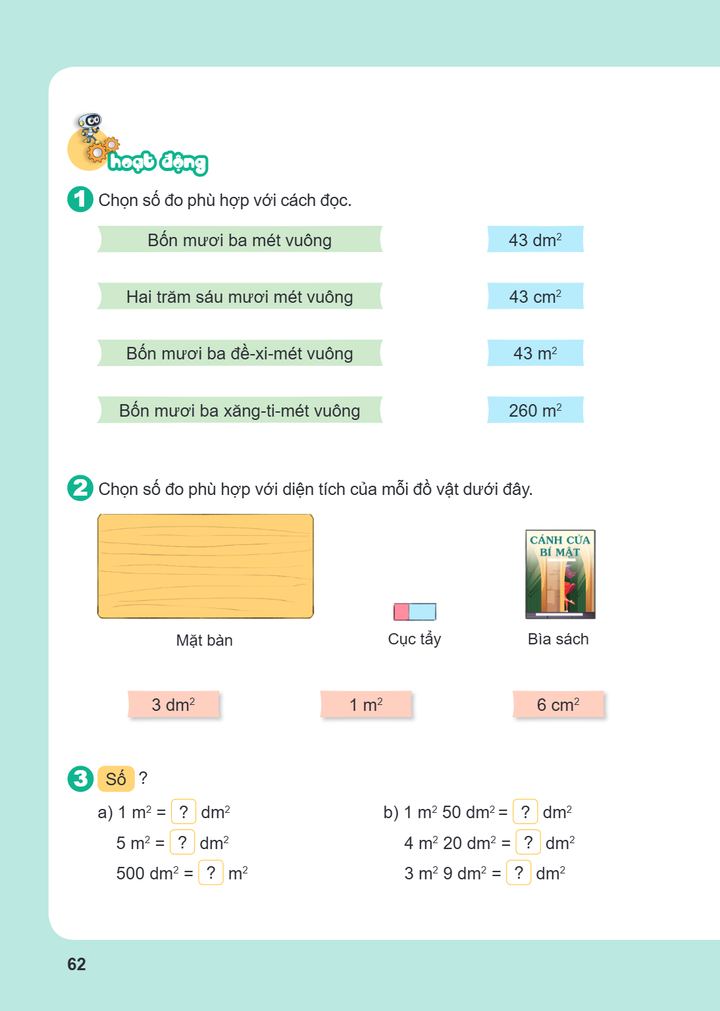 hoạt động
1 Chọn số đo phù hợp với cách đọc.
Bốn mươi ba mét vuông 43 dm²
Hai trăm sáu mươi mét vuông 43 cm²
Bốn mươi ba đề-xi-mét vuông 43 m²
Bốn mươi ba xăng-ti-mét vuông 260 m²
2 Chọn số đo phù hợp với diện tích của mỗi đồ vật dưới đây.
CÁNH CỬA
BÍ MẬT
Mặt bàn Cục tẩy Bìa sách
3 dm² 1 m² 6 cm²
3 Số ?
a) 1 m² = ? dm² b) 1 m² 50 dm² = ? dm²
5 m² = ? dm² 4 m² 20 dm² = ? dm²
500 dm² = ? m² 3 m² 9 dm² = ? dm²
62